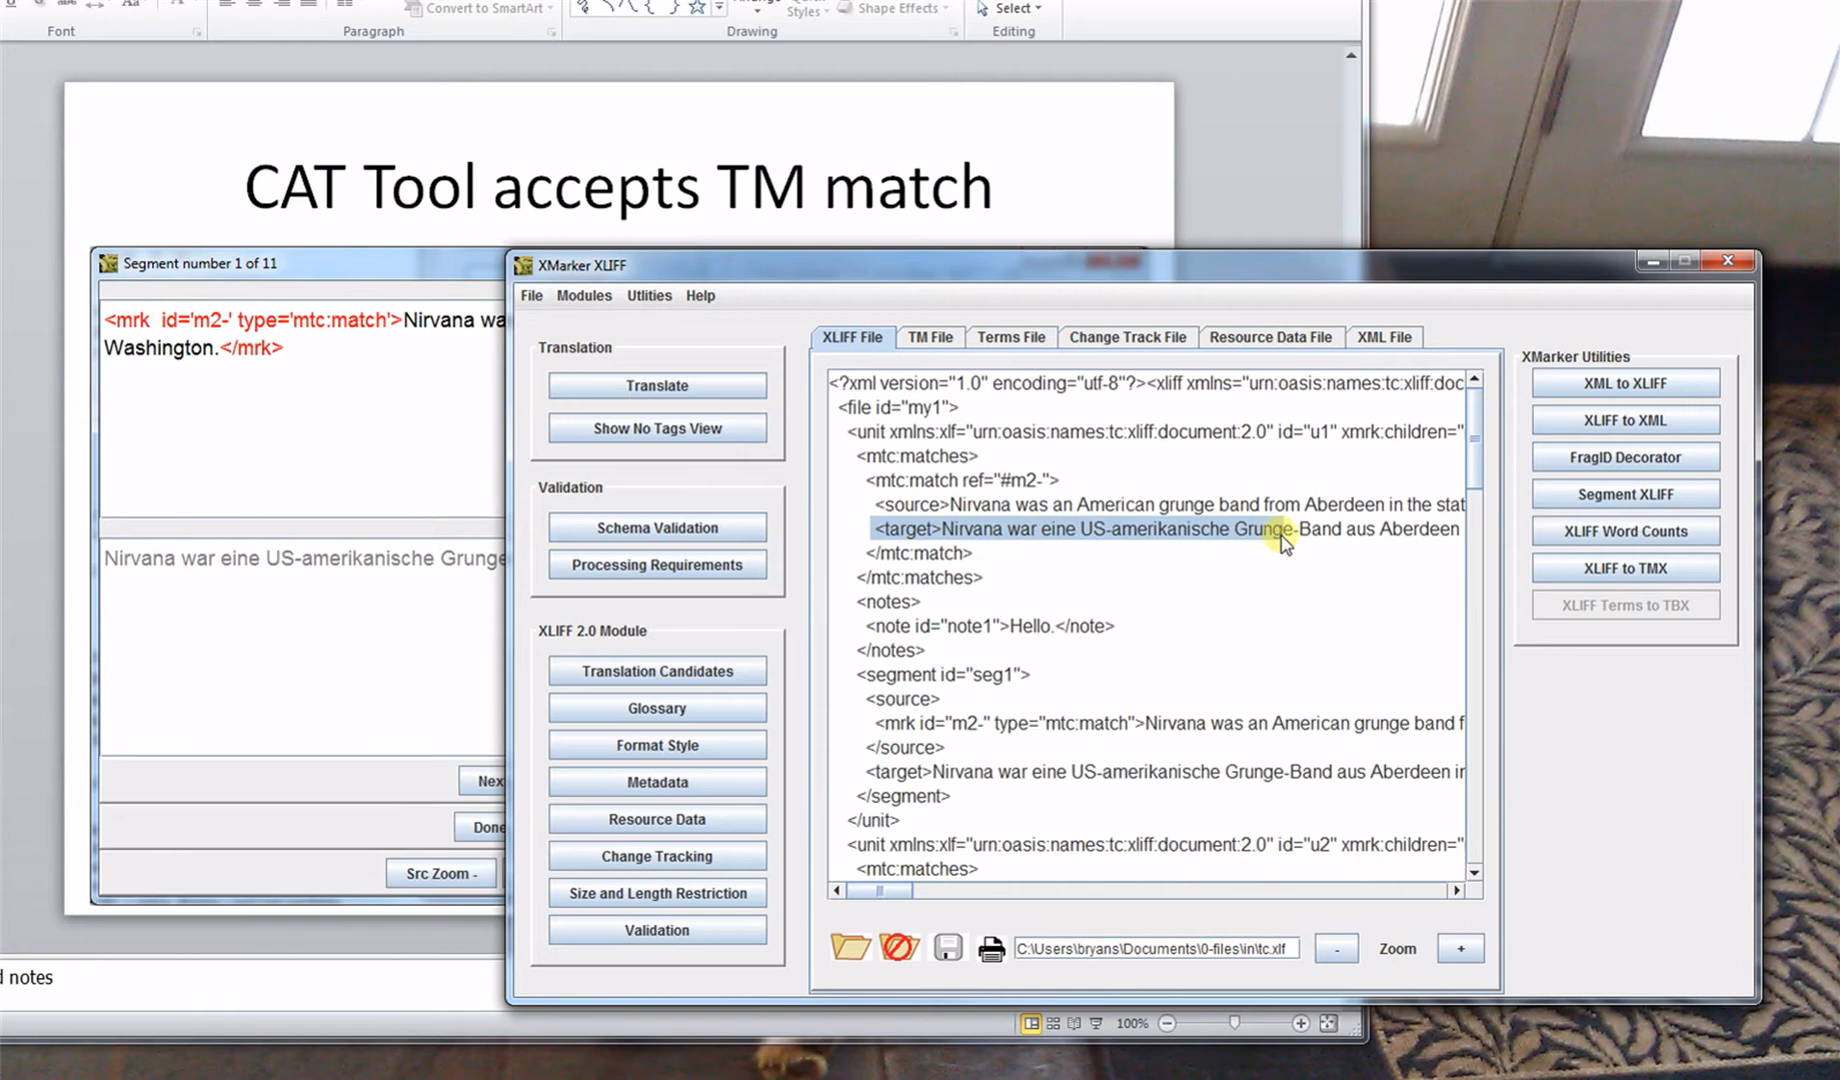 Convert to SmartArt
Styles
Shape Effects
Select
Font
Paragraph
Drawing
Editing
CAT Tool accepts TM match
Segment number 1 of 11
<mrk id='m2-' type='mtc:match'>Nirvana wa
Washington.</mrk>
Nirvana war eine US-amerikanische Grunge
Nex
Done
Src Zoom -
XMarker XLIFF
File Modules Utlities Help
Translation
Translate
Show No Tags View
Validation
Schema Validation
Processing Requirements
XLIFF 2.0 Module
Translation Candidates
Glossary
Format Style
Metadata
Resource Data
Change Tracking
Size and Length Restriction
Validation
XLIFF File TM File Terms File Change Track File Resource Data File XML File
<?xml version="1.0" encoding="utf-8"?><xliff xmlns="urn:oasis:names:tc:xliff:doc
<file id="my1">
<unit xmlns:xlf="urn:oasis:names:tc:xliff:document:2.0" id="u1" xmrk:children="
<mtc:matches>
<mtc:match ref="#m2-">
<source>Nirvana was an American grunge band from Aberdeen in the stat
<target>Nirvana war eine US-amerikanische Grunge-Band aus Aberdeen
</mtc:match>
</mtc:matches>
<notes>
<note id="note1">Hello.</note>
</notes>
<segment id="seg1">
<source>
<mrk id="m2-" type="mtc:match">Nirvana was an American grunge band f
</source>
<target>Nirvana war eine US-amerikanische Grunge-Band aus Aberdeen ir
</segment>
</unit>
<unit xmlns:xlf="urn:oasis:names:tc:xliff:document:2.0" id="u2" xmrk:children="
<mtc:matches>
C:\Users\bryans\Documents\0-files\in\tc.xlf
- Zoom +
XMarker Utilities
XML to XLIFF
XLIFF to XML
FragID Decorator
Segment XLIFF
XLIFF Word Counts
XLIFF to TMX
XLIFF Terms to TBX
d notes
100%